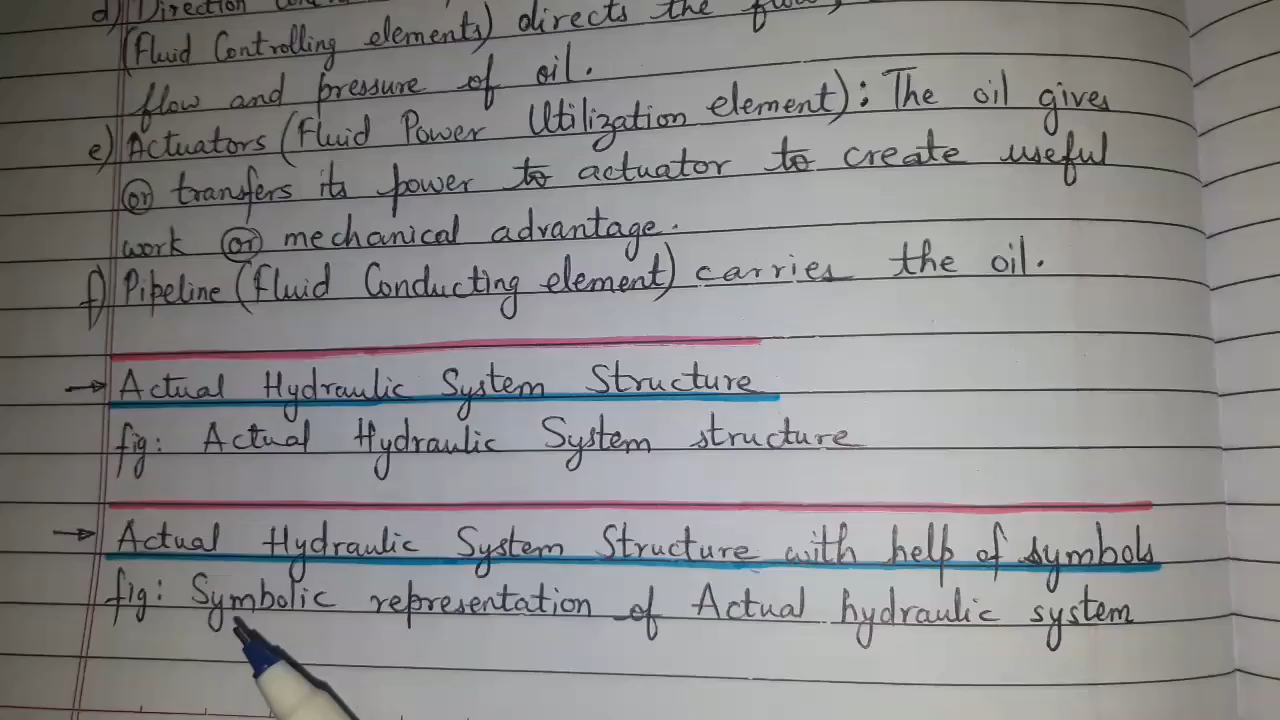 d) Direction directs the flow,
(Fluid Controlling elements)
flow and pressure of oil.
e) Actuators (Fluid Power Utilization element): The oil gives
(or) transfers its power to actuator to create useful
work (or) mechanical advantage.
f) Pipeline (Fluid Conducting element) carries the oil.
→ Actual Hydraulic System Structure
fig: Actual Hydraulic System structure
→ Actual Hydraulic System Structure with help of symbols
fig: Symbolic representation of Actual hydraulic system